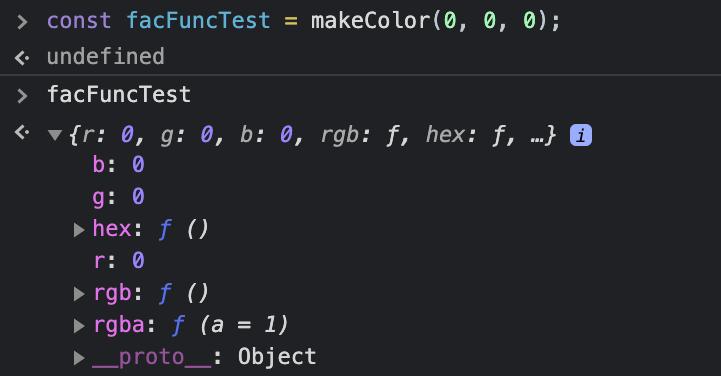 > const facFuncTest = makeColor(0, 0, 0);
<· undefined
> facFuncTest
<· ▼{r: 0, g: 0, b: 0, rgb: ƒ, hex: ƒ, …} i
b: 0
g: 0
▶ hex: ƒ ()
r: 0
▶ rgb: ƒ ()
▶ rgba: ƒ (a = 1)
▶ __proto__: Object